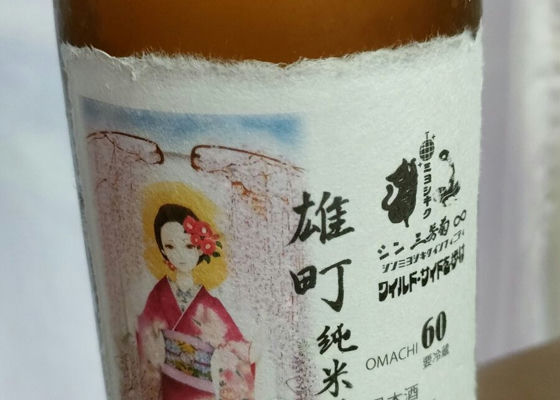 雄町
純米
ミヨシキク
シン三芳菊∞
シンミヨシキクインフィニティ
ワイルド・サイドを歩け
OMACHI 60
要冷蔵
本酒